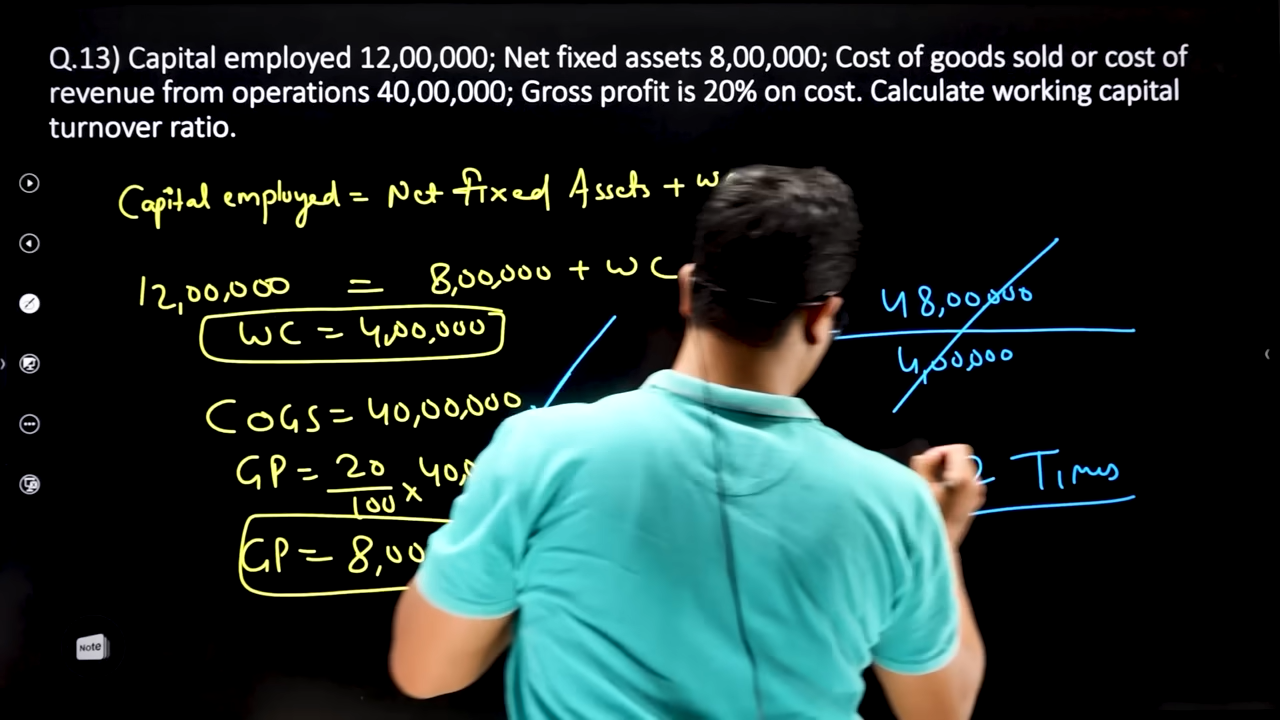 Q.13) Capital employed 12,00,000; Net fixed assets 8,00,000; Cost of goods sold or cost of
revenue from operations 40,00,000; Gross profit is 20% on cost. Calculate working capital
turnover ratio.
Capital employed = Net Fixed Assets +
12,00,000 = 8,00,000 + WC
WC = 4,00,000
COGS = 40,00,000
GP = 20/100 ×
GP =
48,00,000
4,00,000
Times
Note